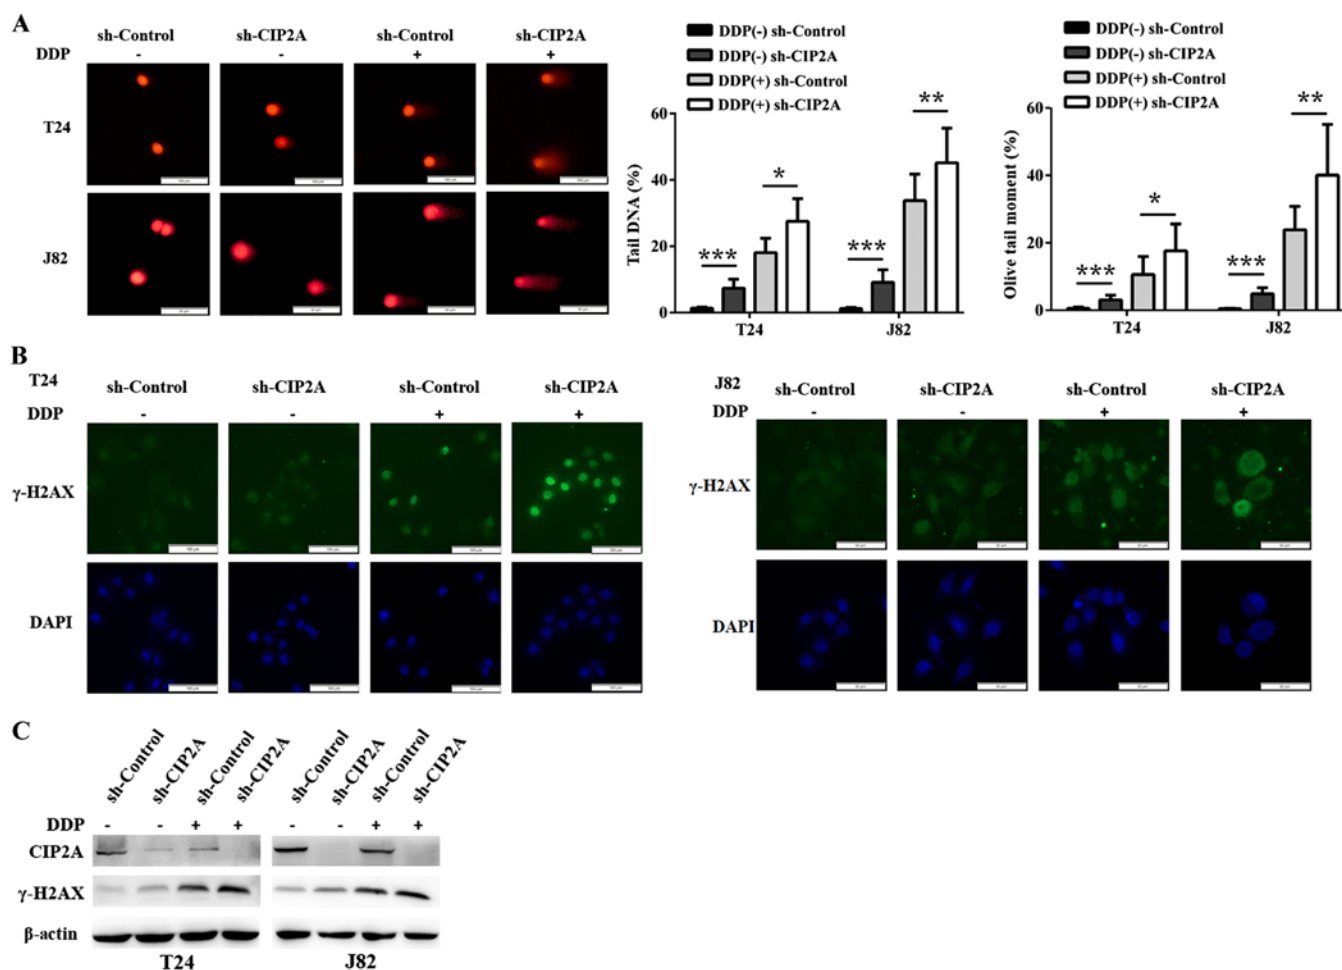 A
sh-Control sh-CIP2A sh-Control sh-CIP2A
DDP - - + +
T24
J82
DDP(-) sh-Control
DDP(-) sh-CIP2A
DDP(+) sh-Control
DDP(+) sh-CIP2A
Tail DNA (%)
60
40
20
0
*** * *** **
T24 J82
DDP(-) sh-Control
DDP(-) sh-CIP2A
DDP(+) sh-Control
DDP(+) sh-CIP2A
Olive tail moment (%)
60
40
20
0
*** * *** **
T24 J82
B
T24
sh-Control sh-CIP2A sh-Control sh-CIP2A
DDP - - + +
γ-H2AX
DAPI
J82
sh-Control sh-CIP2A sh-Control sh-CIP2A
DDP - - + +
γ-H2AX
DAPI
C
sh-Control sh-CIP2A sh-Control sh-CIP2A sh-Control sh-CIP2A sh-Control sh-CIP2A
DDP - - + + - - + +
CIP2A
γ-H2AX
β-actin
T24 J82